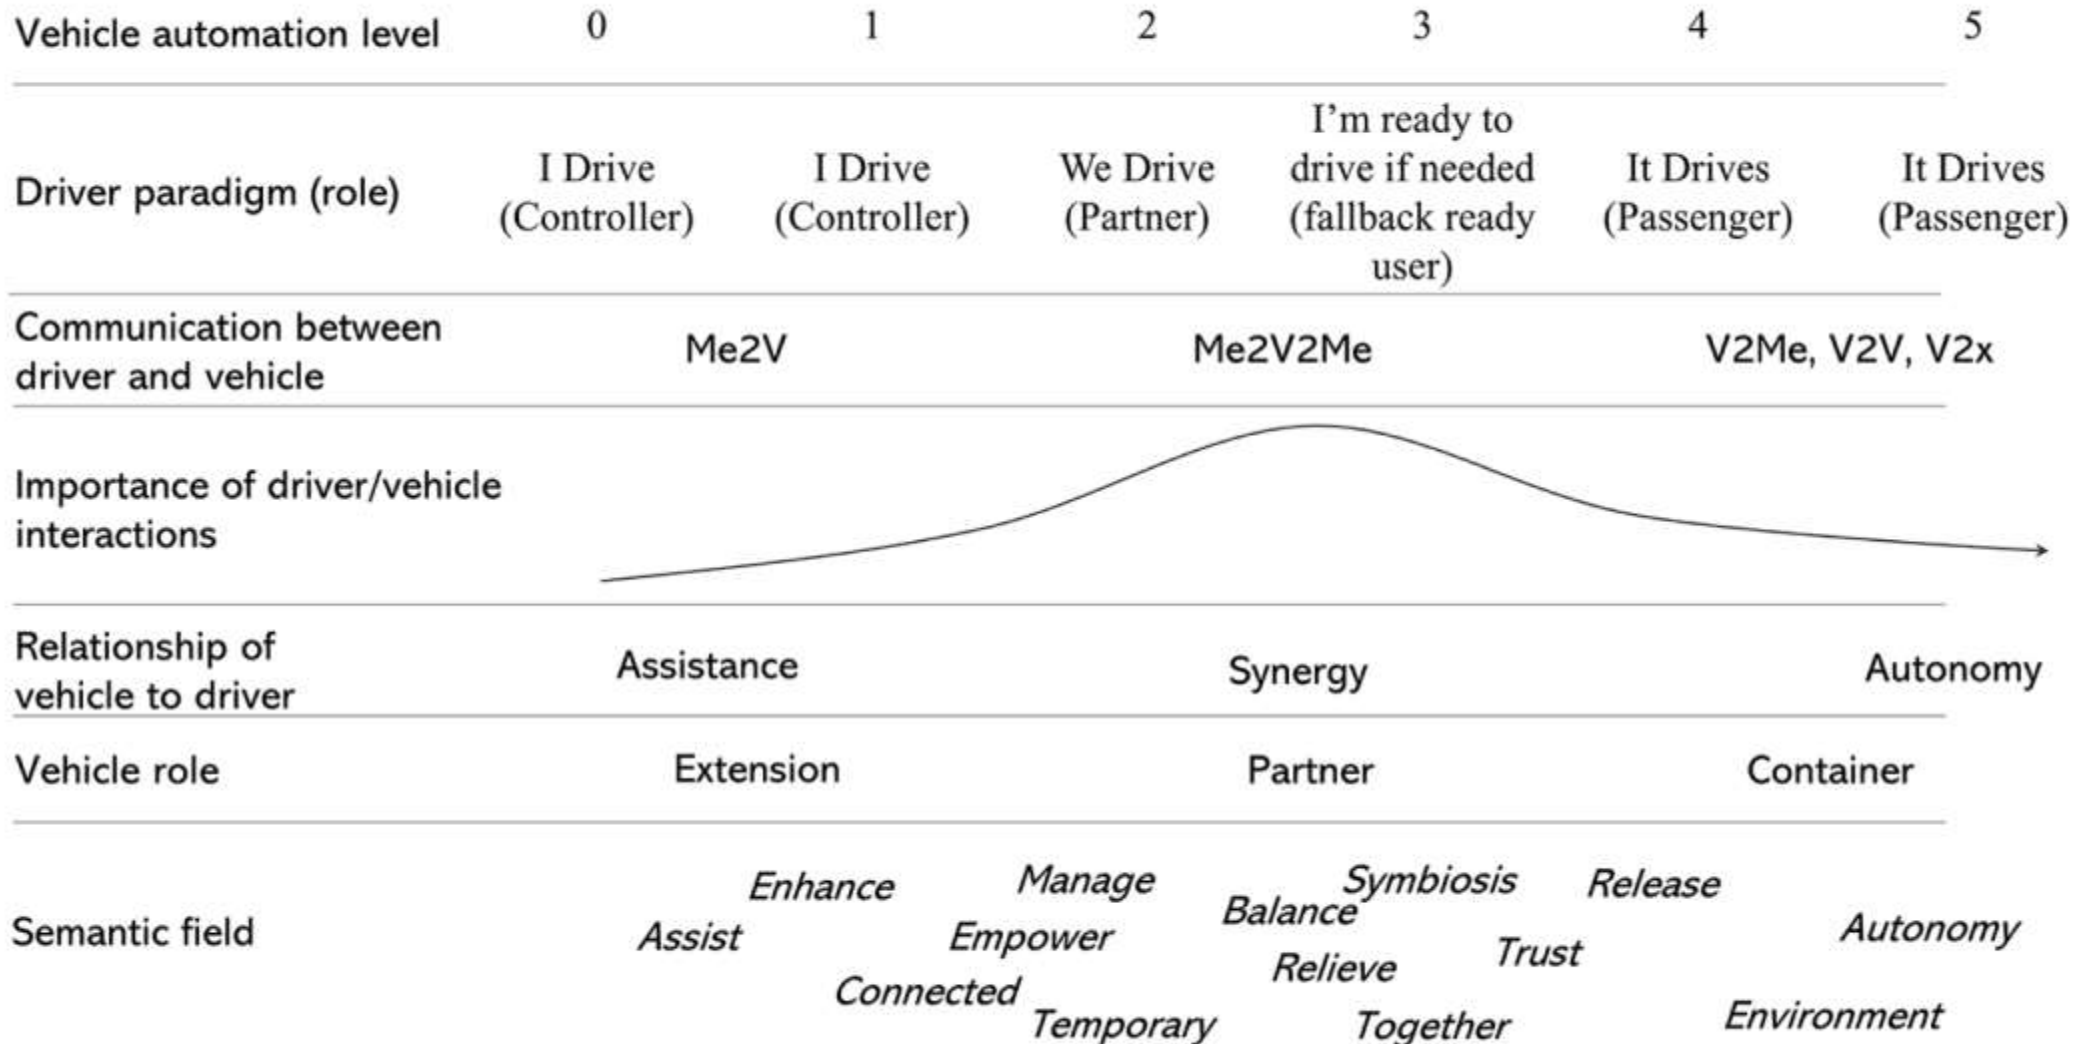 Vehicle automation level 0 1 2 3 4 5
I'm ready to
Driver paradigm (role) I Drive I Drive We Drive drive if needed It Drives It Drives
(Controller) (Controller) (Partner) (fallback ready (Passenger) (Passenger)
user)
Communication between
driver and vehicle
Me2V Me2V2Me V2Me, V2V, V2x
Importance of driver/vehicle
interactions
Relationship of
vehicle to driver
Assistance Synergy Autonomy
Vehicle role Extension Partner Container
Semantic field
Enhance Manage Symbiosis Release
Balance
Assist Empower Trust Autonomy
Relieve
Connected
Temporary Together Environment